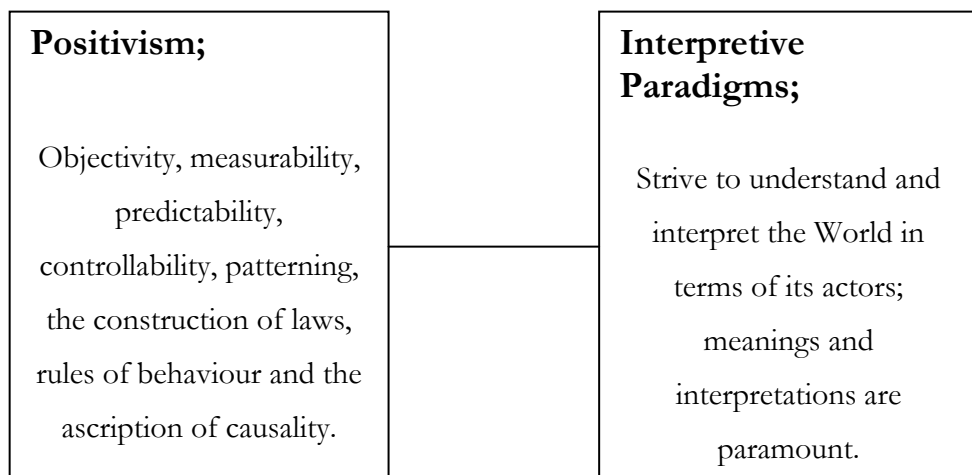 Positivism;
Objectivity, measurability,
predictability,
controllability, patterning,
the construction of laws,
rules of behaviour and the
ascription of causality.
Interpretive
Paradigms;
Strive to understand and
interpret the World in
terms of its actors;
meanings and
interpretations are
paramount.